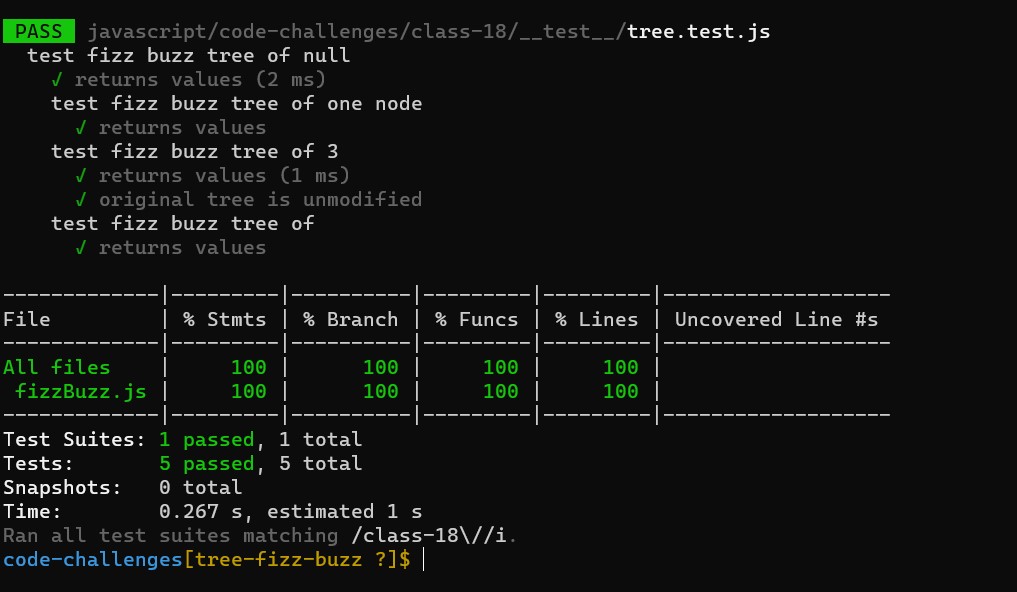 PASS javascript/code-challenges/class-18/__test__/tree.test.js
  test fizz buzz tree of null
    √ returns values (2 ms)
    test fizz buzz tree of one node
      √ returns values
    test fizz buzz tree of 3
      √ returns values (1 ms)
      √ original tree is unmodified
    test fizz buzz tree of
      √ returns values

-------------|---------|----------|---------|---------|-------------------
File         | % Stmts | % Branch | % Funcs | % Lines | Uncovered Line #s
-------------|---------|----------|---------|---------|-------------------
All files    |     100 |      100 |     100 |     100 |
 fizzBuzz.js |     100 |      100 |     100 |     100 |
-------------|---------|----------|---------|---------|-------------------
Test Suites: 1 passed, 1 total
Tests:       5 passed, 5 total
Snapshots:   0 total
Time:        0.267 s, estimated 1 s
Ran all test suites matching /class-18\//i.
code-challenges[tree-fizz-buzz ?]$